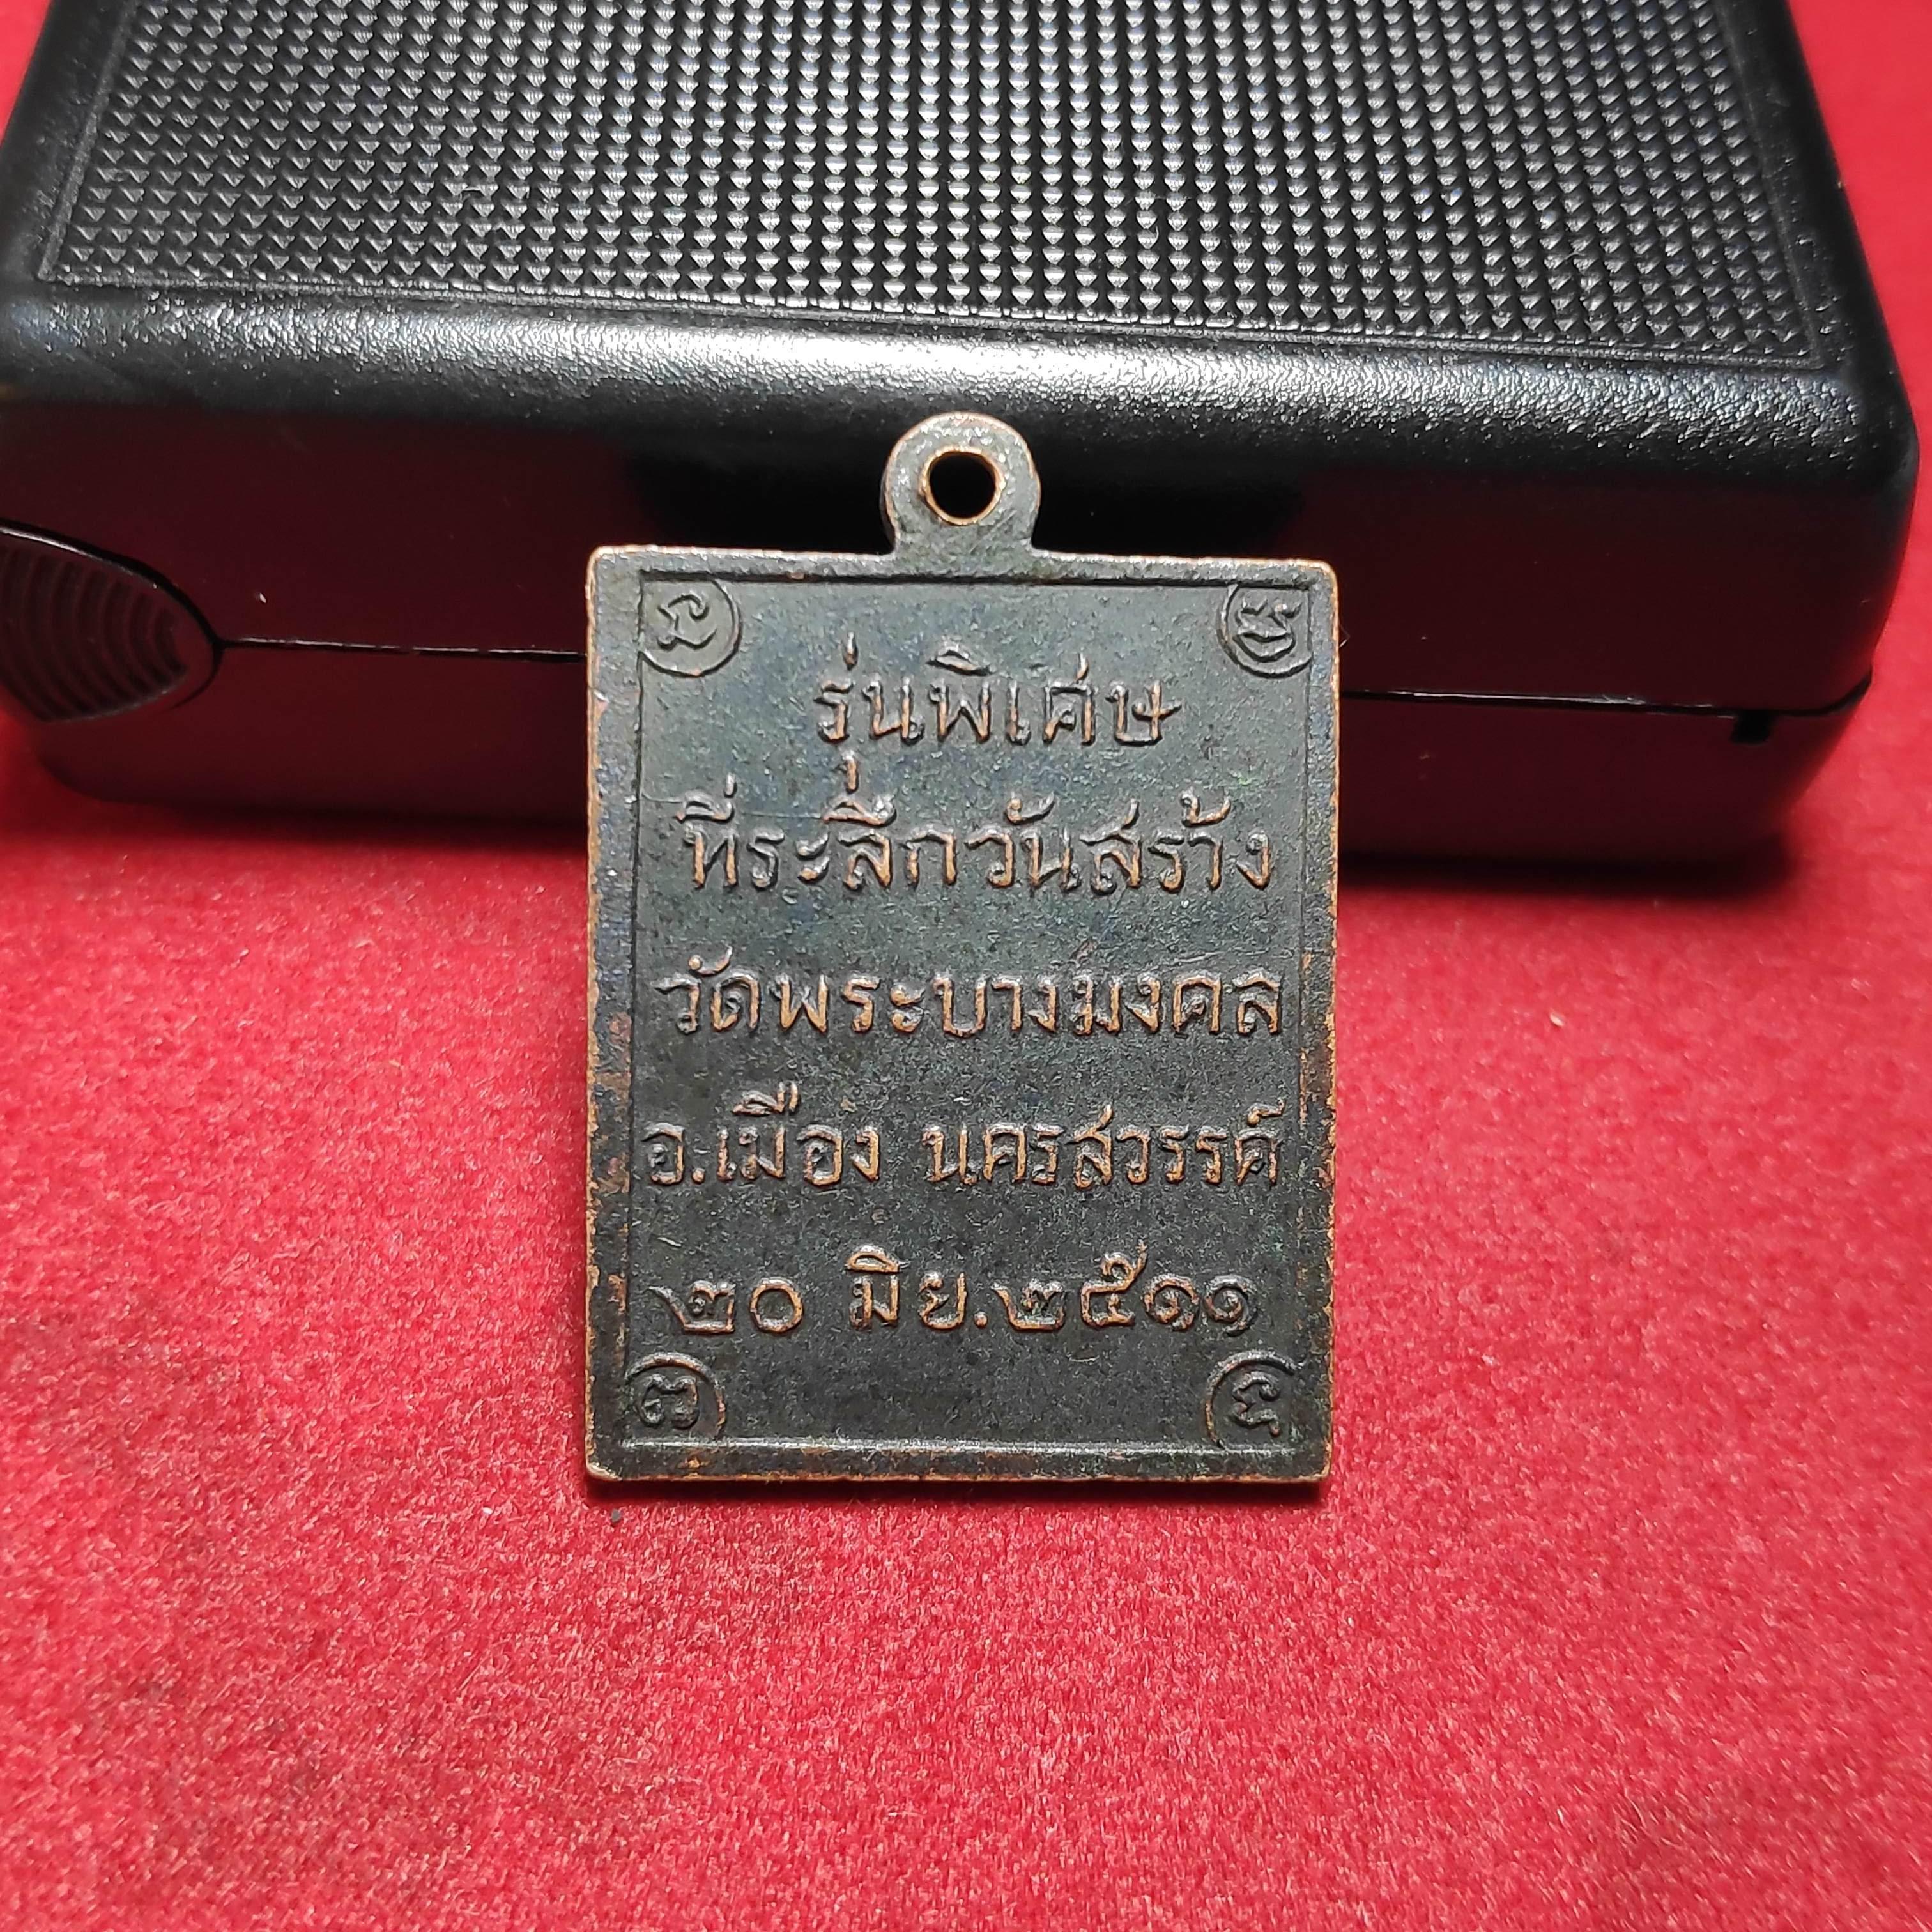 รุ่นพิเศษ
ที่ระลึกวันสร้าง
วัดพระบางมงคล
อ.เมือง นครสวรรค์
๒๐ มิย.๒๕๑๑